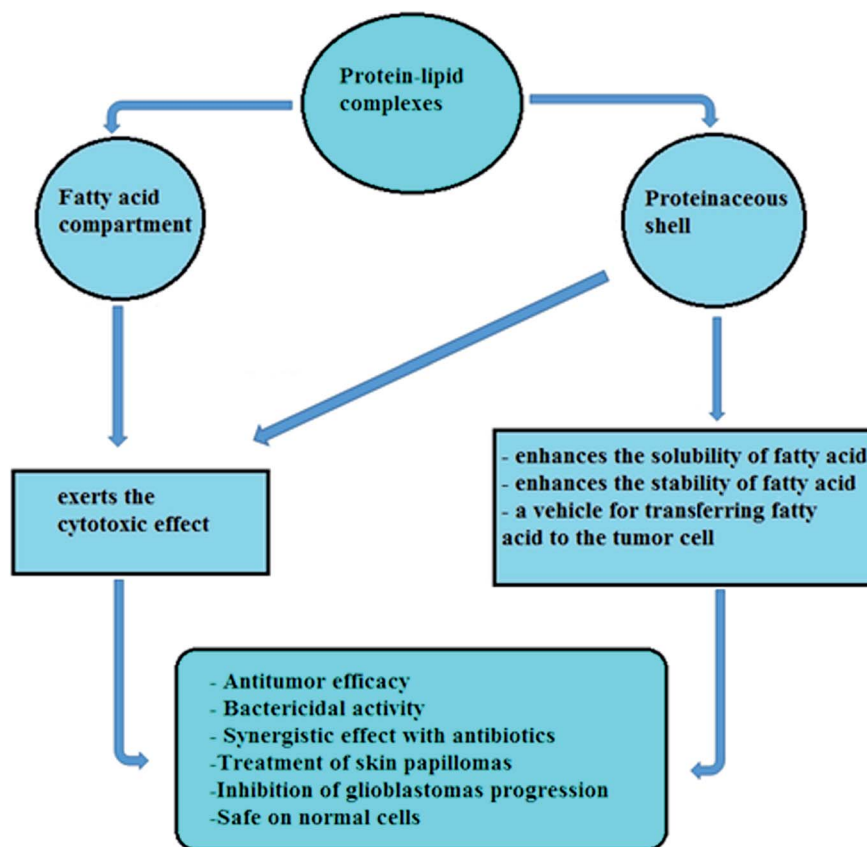 Protein-lipid
complexes
Fatty acid
compartment
Proteinaceous
shell
exerts the
cytotoxic effect
- enhances the solubility of fatty acid
- enhances the stability of fatty acid
- a vehicle for transferring fatty
acid to the tumor cell
- Antitumor efficacy
- Bactericidal activity
- Synergistic effect with antibiotics
-Treatment of skin papillomas
-Inhibition of glioblastomas progression
-Safe on normal cells